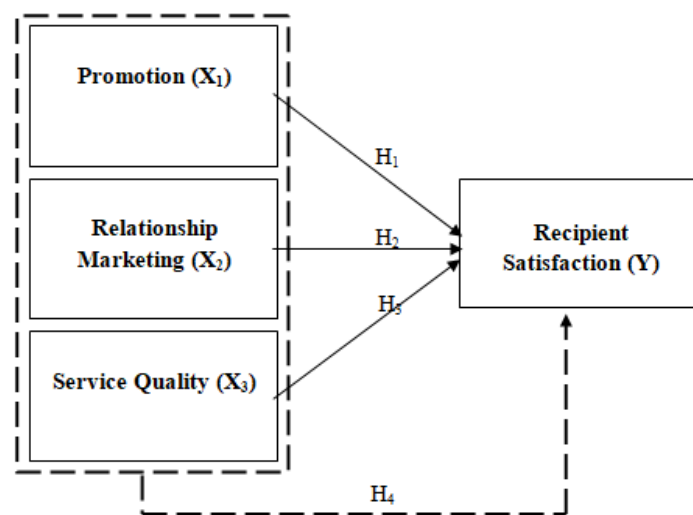 Promotion (X₁)
H₁
Relationship
Marketing (X₂)
H₂
Recipient
Satisfaction (Y)
H₃
Service Quality (X₃)
H₄